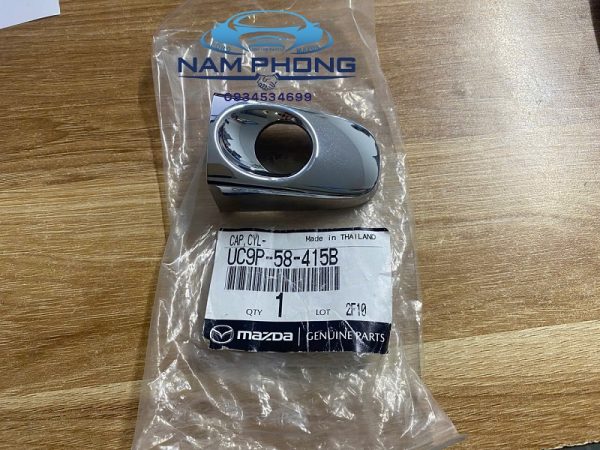 NAM PHONG
0934534699
CAP,CYL-
Made in THAILAND
UC9P-58-415B
1
QTY
LOT
2F10
mazda
GENUINE PARTS